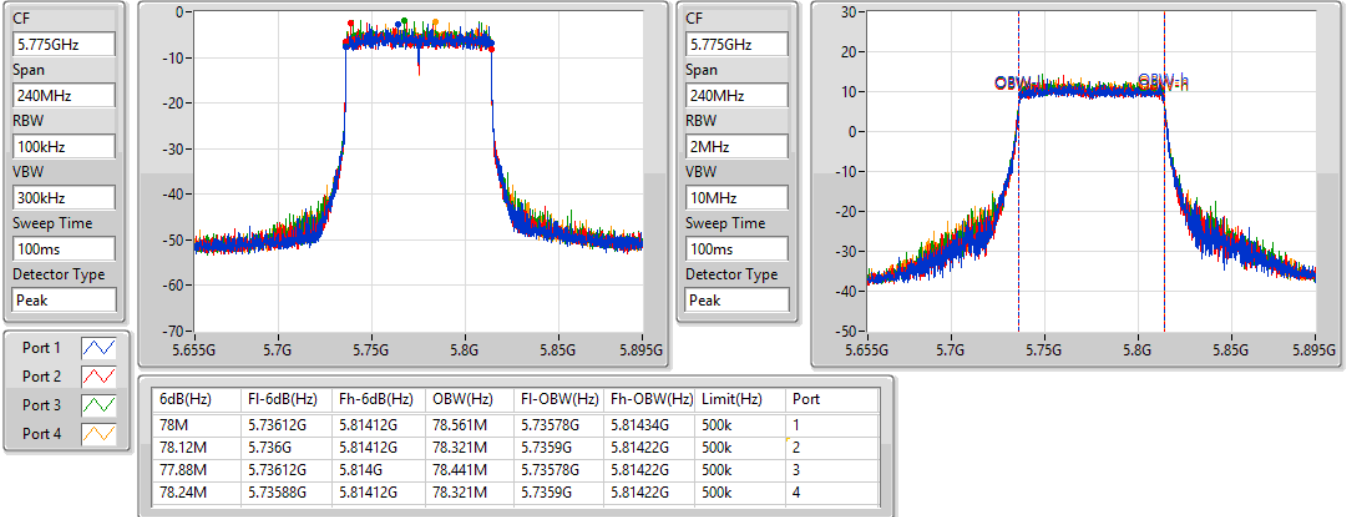 CF
5.775GHz
Span
240MHz
RBW
100kHz
VBW
300kHz
Sweep Time
100ms
Detector Type
Peak
0
-10
-20
-30
-40
-50
-60
-70
5.655G 5.7G 5.75G 5.8G 5.85G 5.895G
CF
5.775GHz
Span
240MHz
RBW
2MHz
VBW
10MHz
Sweep Time
100ms
Detector Type
Peak
30
20
10
0
-10
-20
-30
-40
-50
OBW-h
5.655G 5.7G 5.75G 5.8G 5.85G 5.895G
Port 1
Port 2
Port 3
Port 4
6dB(Hz) Fl-6dB(Hz) Fh-6dB(Hz) OBW(Hz) Fl-OBW(Hz) Fh-OBW(Hz) Limit(Hz) Port
78M 5.73612G 5.81412G 78.561M 5.73578G 5.81434G 500k 1
78.12M 5.736G 5.81412G 78.321M 5.7359G 5.81422G 500k 2
77.88M 5.73612G 5.814G 78.441M 5.73578G 5.81422G 500k 3
78.24M 5.73588G 5.81412G 78.321M 5.7359G 5.81422G 500k 4